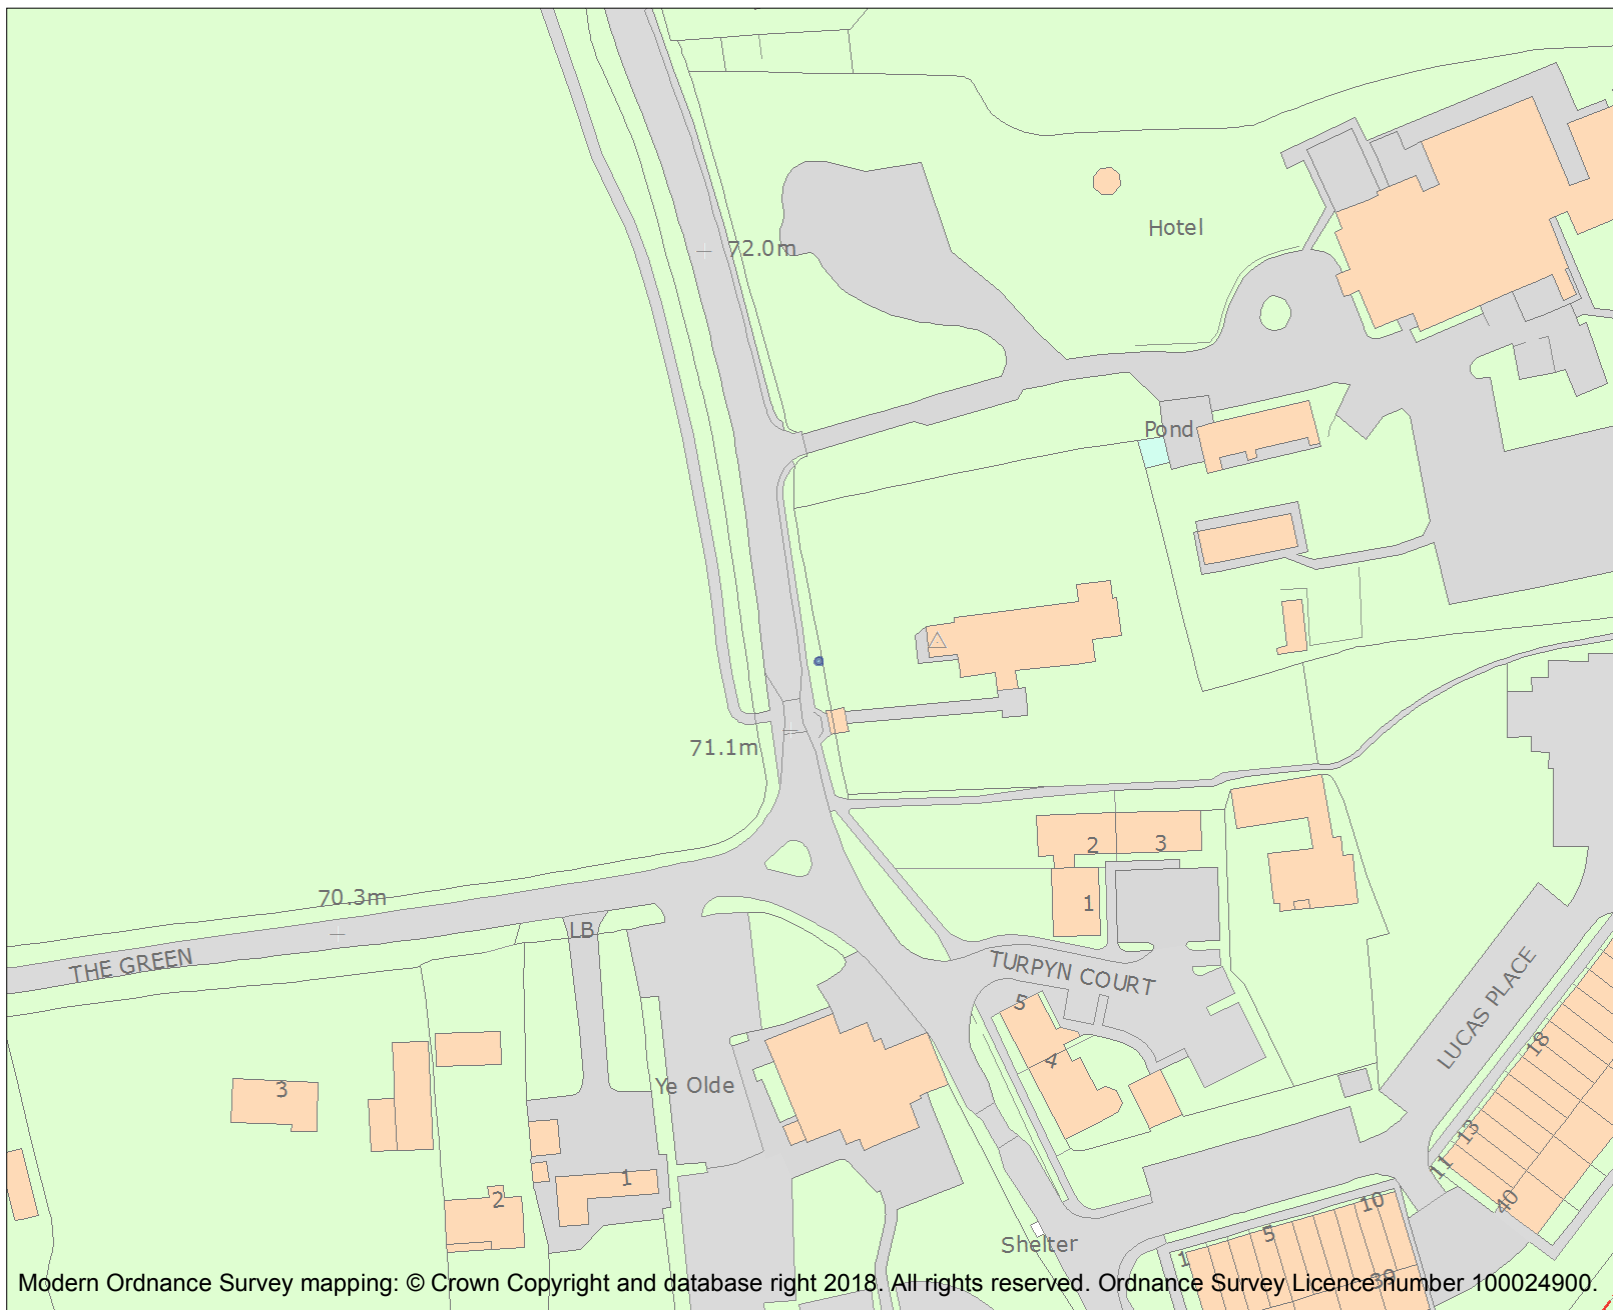 Hotel
72.0m
Pond
71.1m
2
3
70.3m
1
LB
THE GREEN
TURPYN COURT
5
LUCAS PLACE
18
4
Ye Olde
3
13
11
1
2
40
10
5
Shelter
1
39
Modern Ordnance Survey mapping: © Crown Copyright and database right 2018. All rights reserved. Ordnance Survey Licence number 100024900.